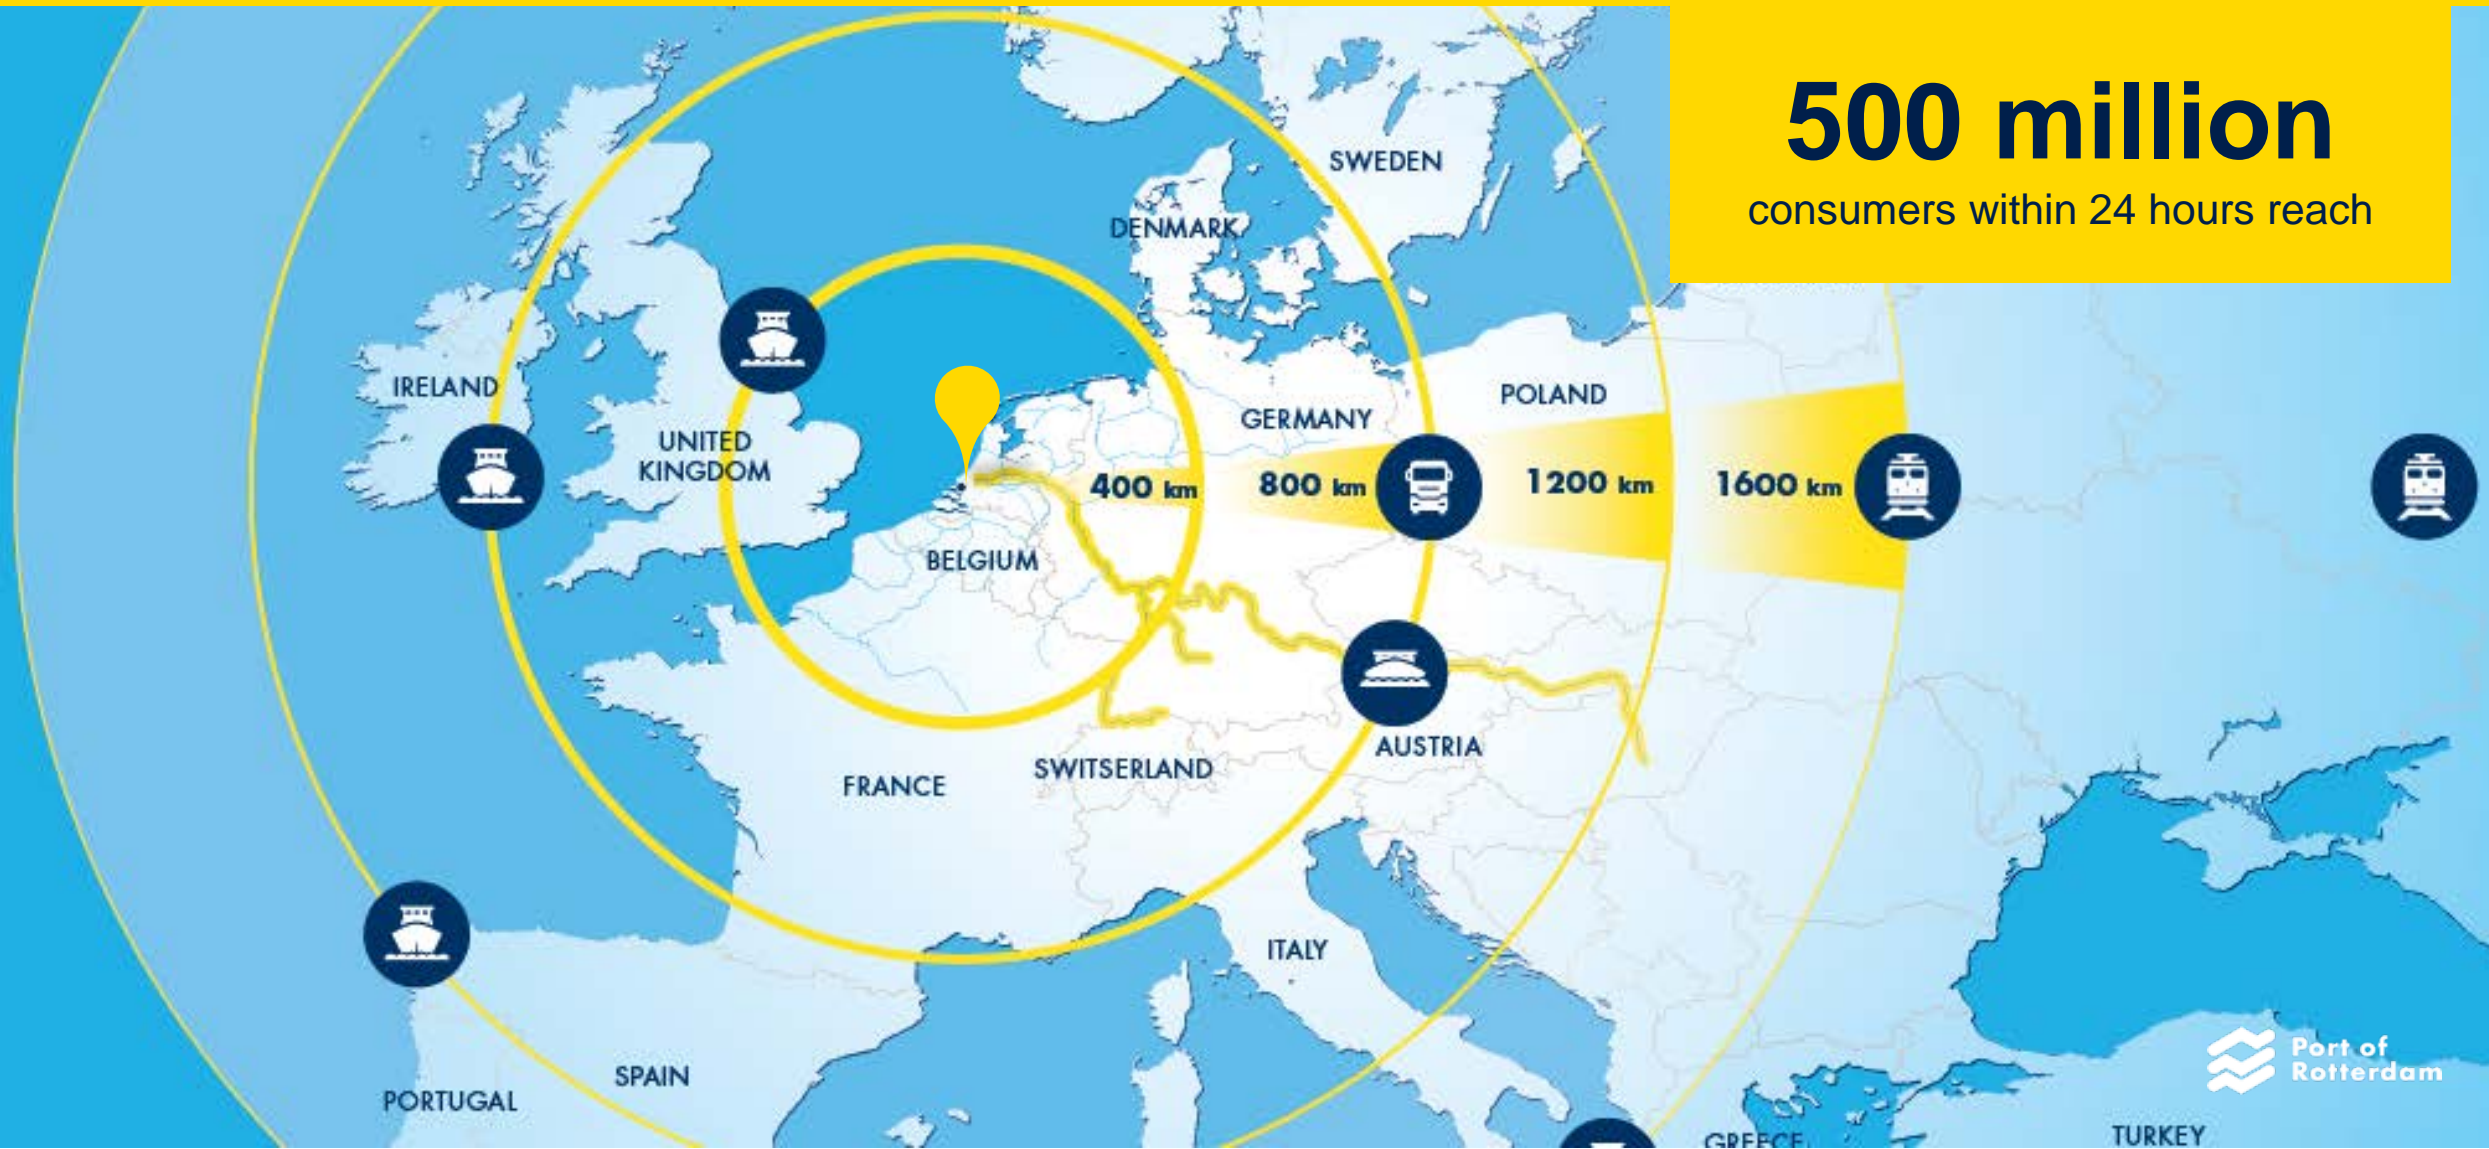 500 million
consumers within 24 hours reach
SWEDEN
DENMARK
IRELAND
UNITED
KINGDOM
GERMANY
POLAND
400 km
800 km
1200 km
1600 km
BELGIUM
AUSTRIA
SWITSERLAND
FRANCE
ITALY
SPAIN
PORTUGAL
Port of
Rotterdam
GREECE
TURKEY